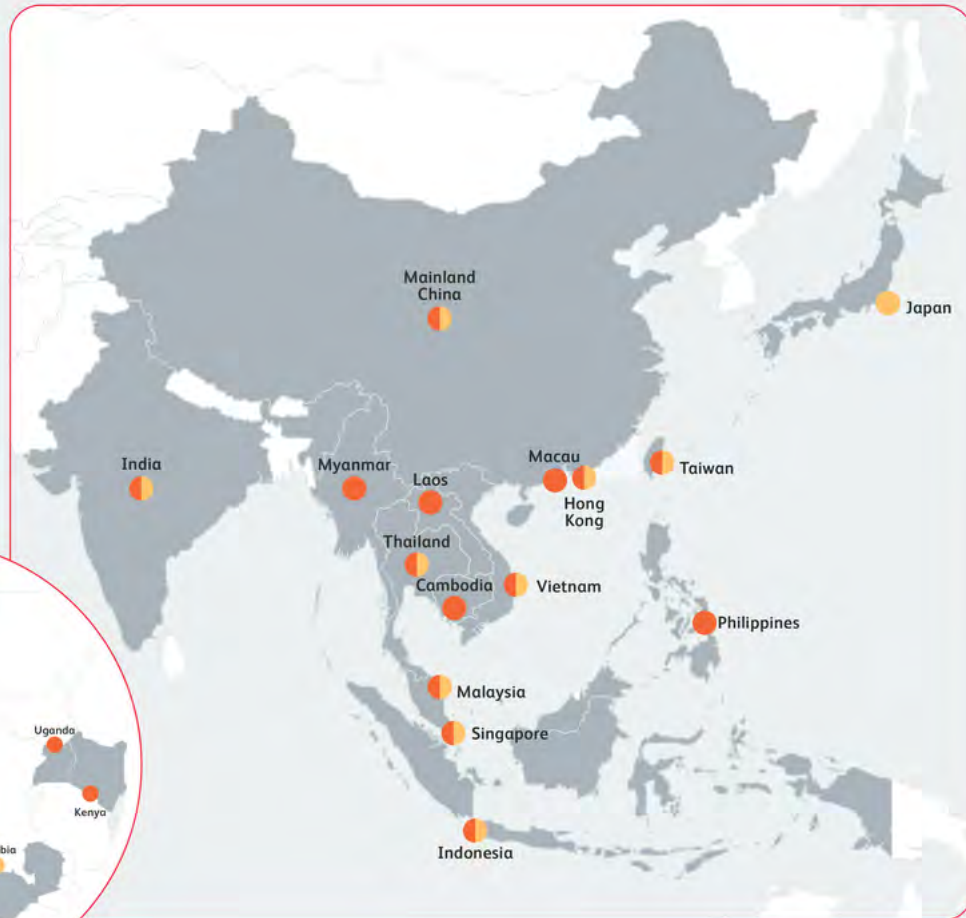 Mainland
China
Japan
India
Myanmar
Laos
Macau
Hong
Kong
Taiwan
Thailand
Cambodia
Vietnam
Philippines
Malaysia
Singapore
Indonesia
Uganda
Kenya
bia